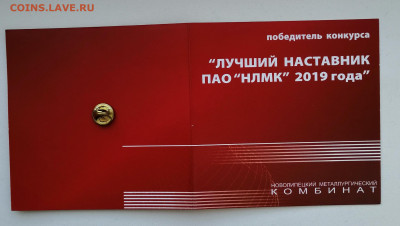 COINS.LAVE.RU
победитель конкурса
"ЛУЧШИЙ НАСТАВНИК
ПАО "НЛМК" 2019 года"
НОВОЛИПЕЦКИЙ МЕТАЛЛУРГИЧЕСКИЙ
КОМБИНАТ